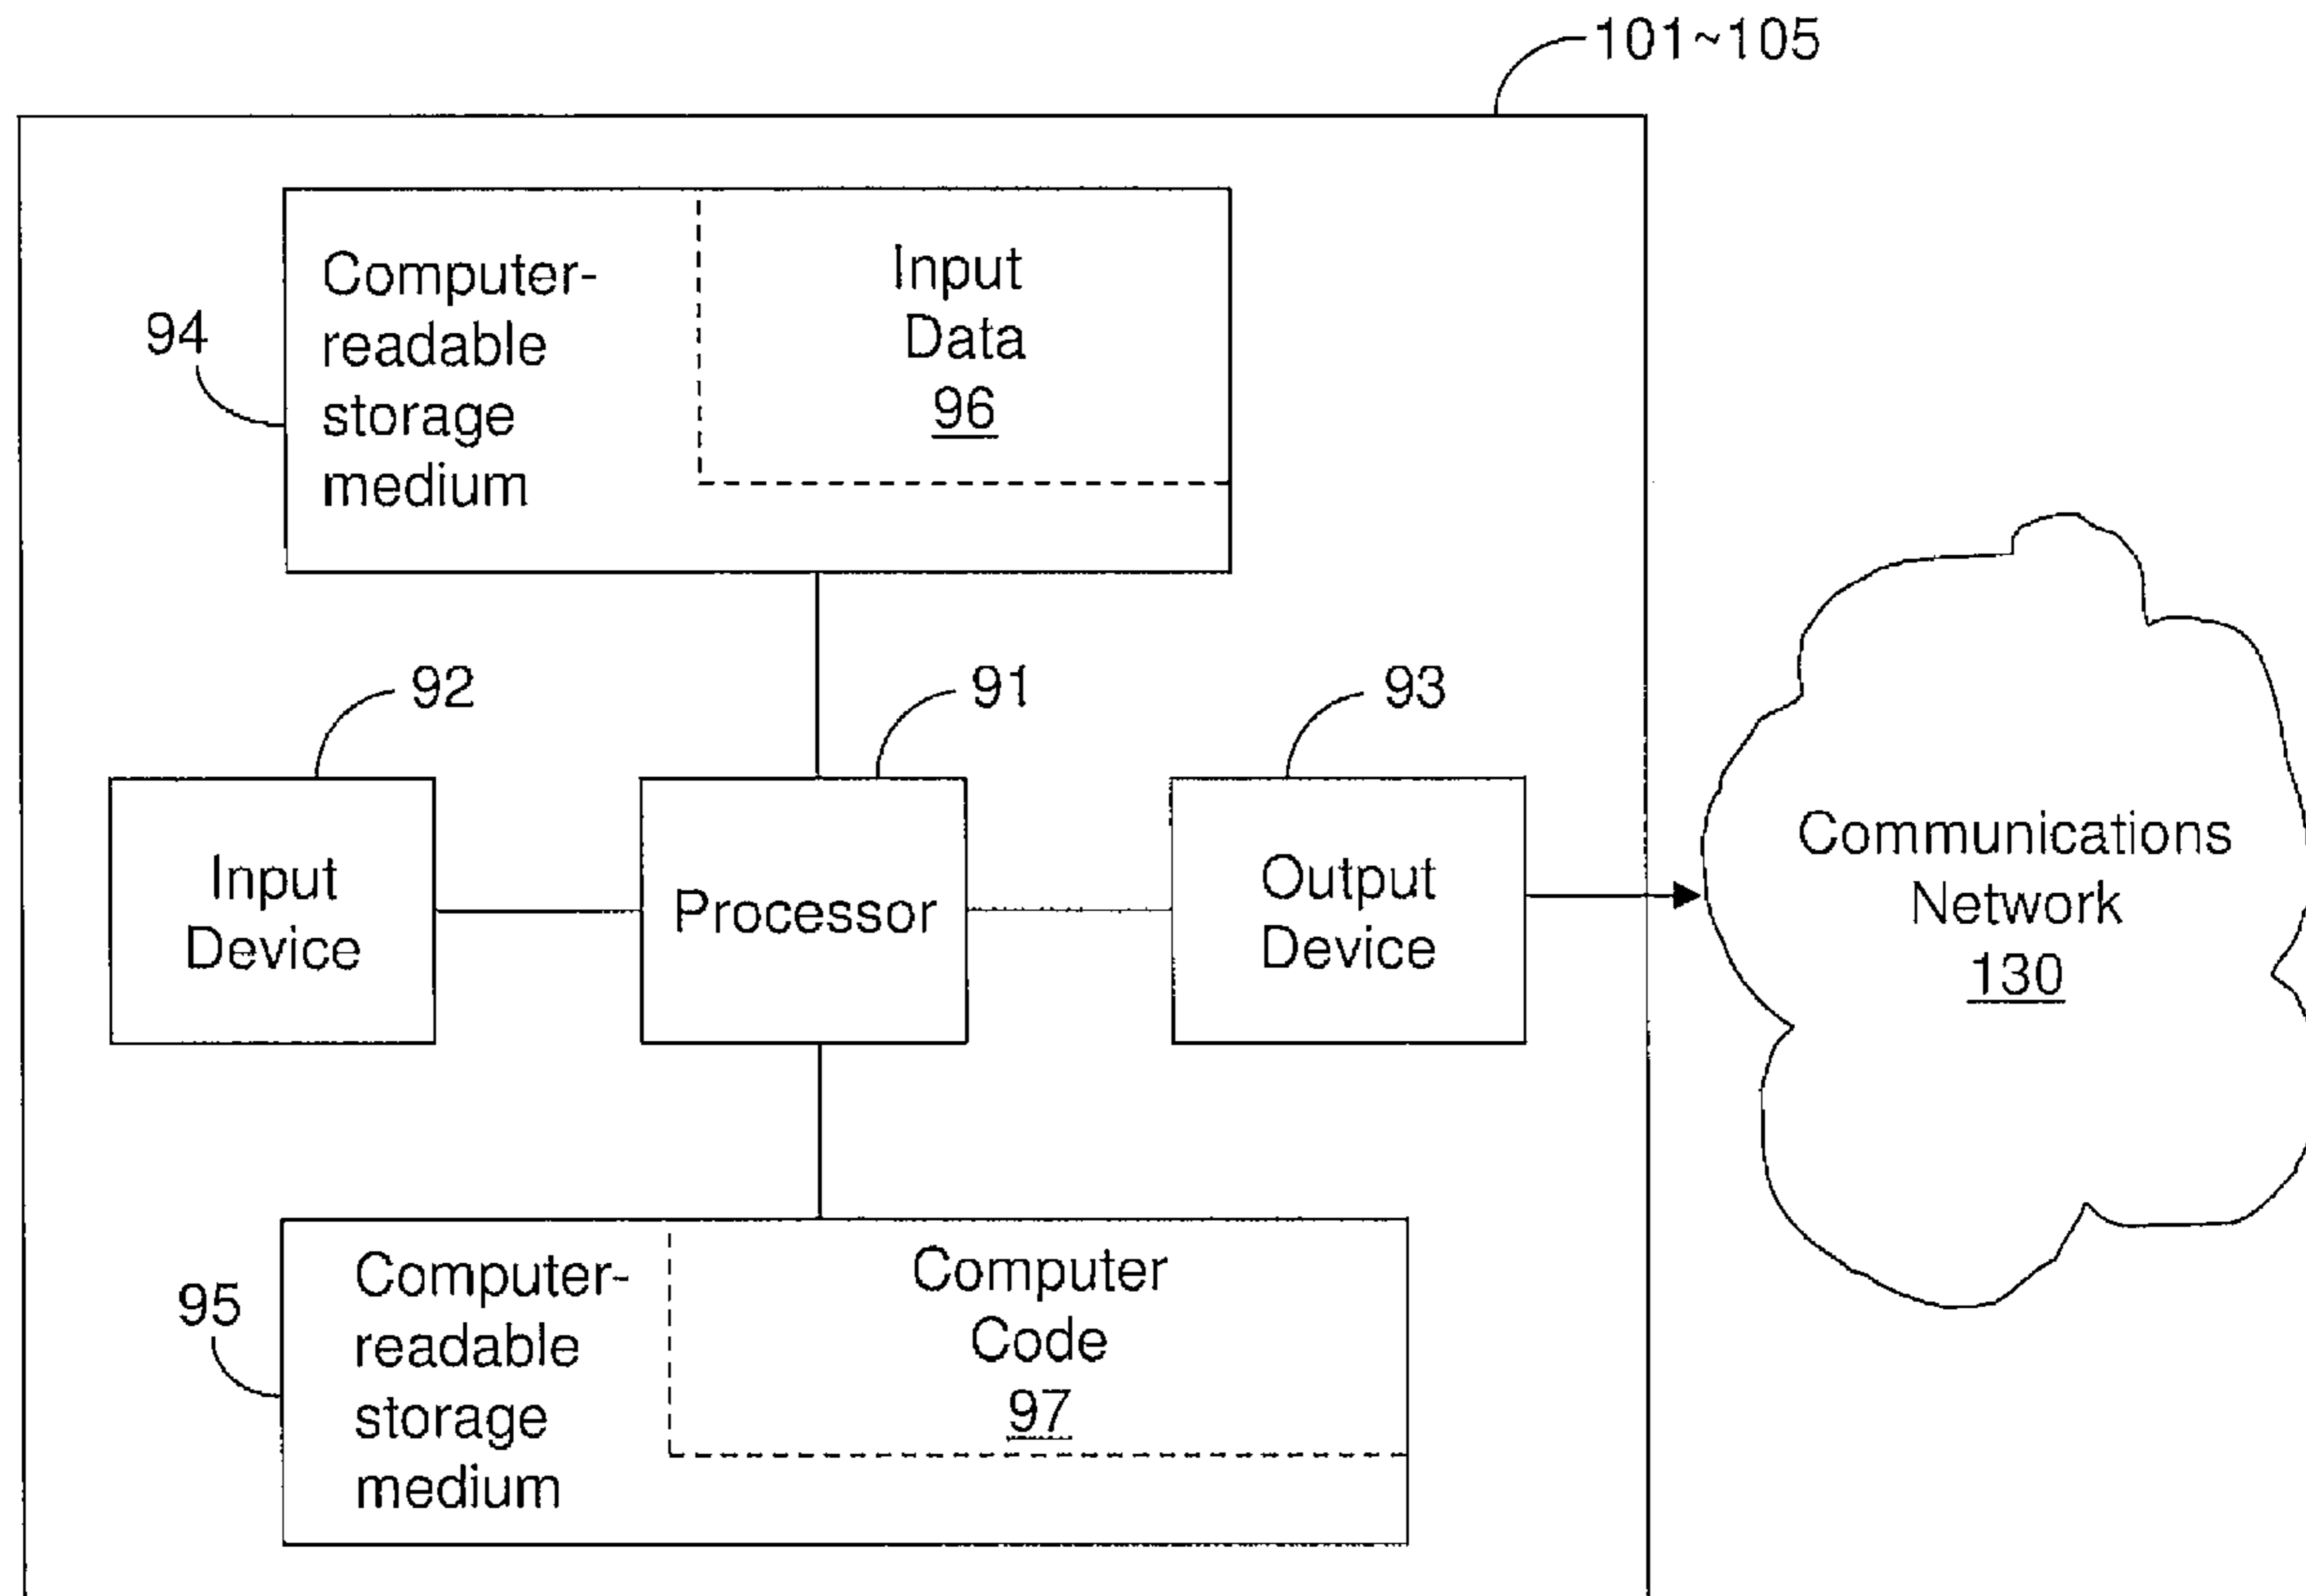 101~105
Computer-
readable
storage
medium
Input
Data
96
94
92
91
93
Input
Device
Processor
Output
Device
Communications
Network
130
95
Computer-
readable
storage
medium
Computer
Code
97